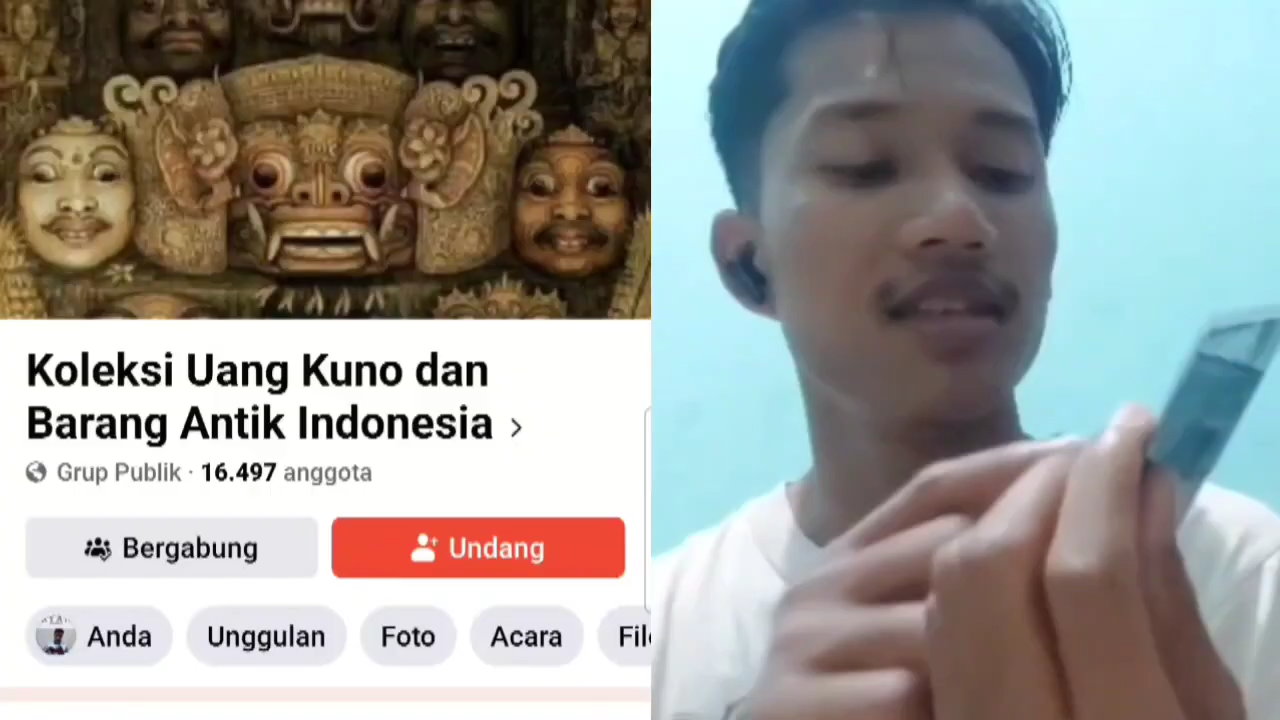 Koleksi Uang Kuno dan
Barang Antik Indonesia
Grup Publik · 16.497 anggota
Bergabung
Undang
Anda
Unggulan
Foto
Acara